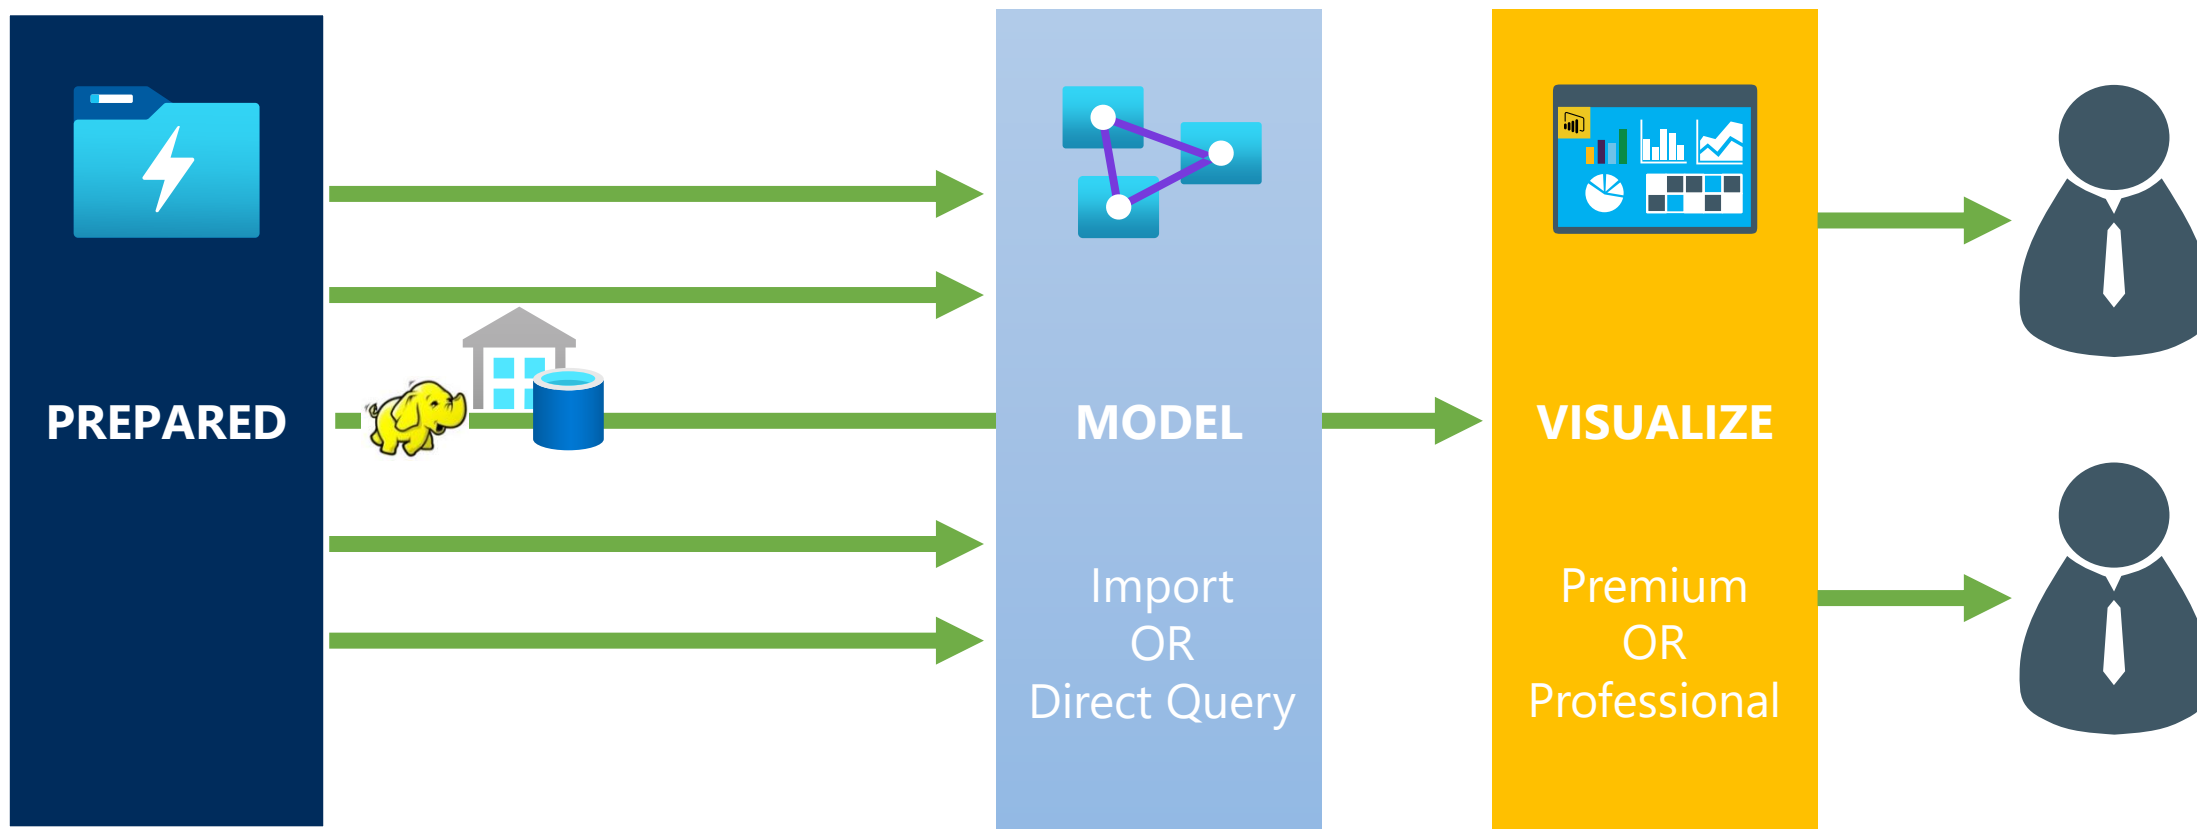 PREPARED
MODEL
Import
OR
Direct Query
VISUALIZE
Premium
OR
Professional